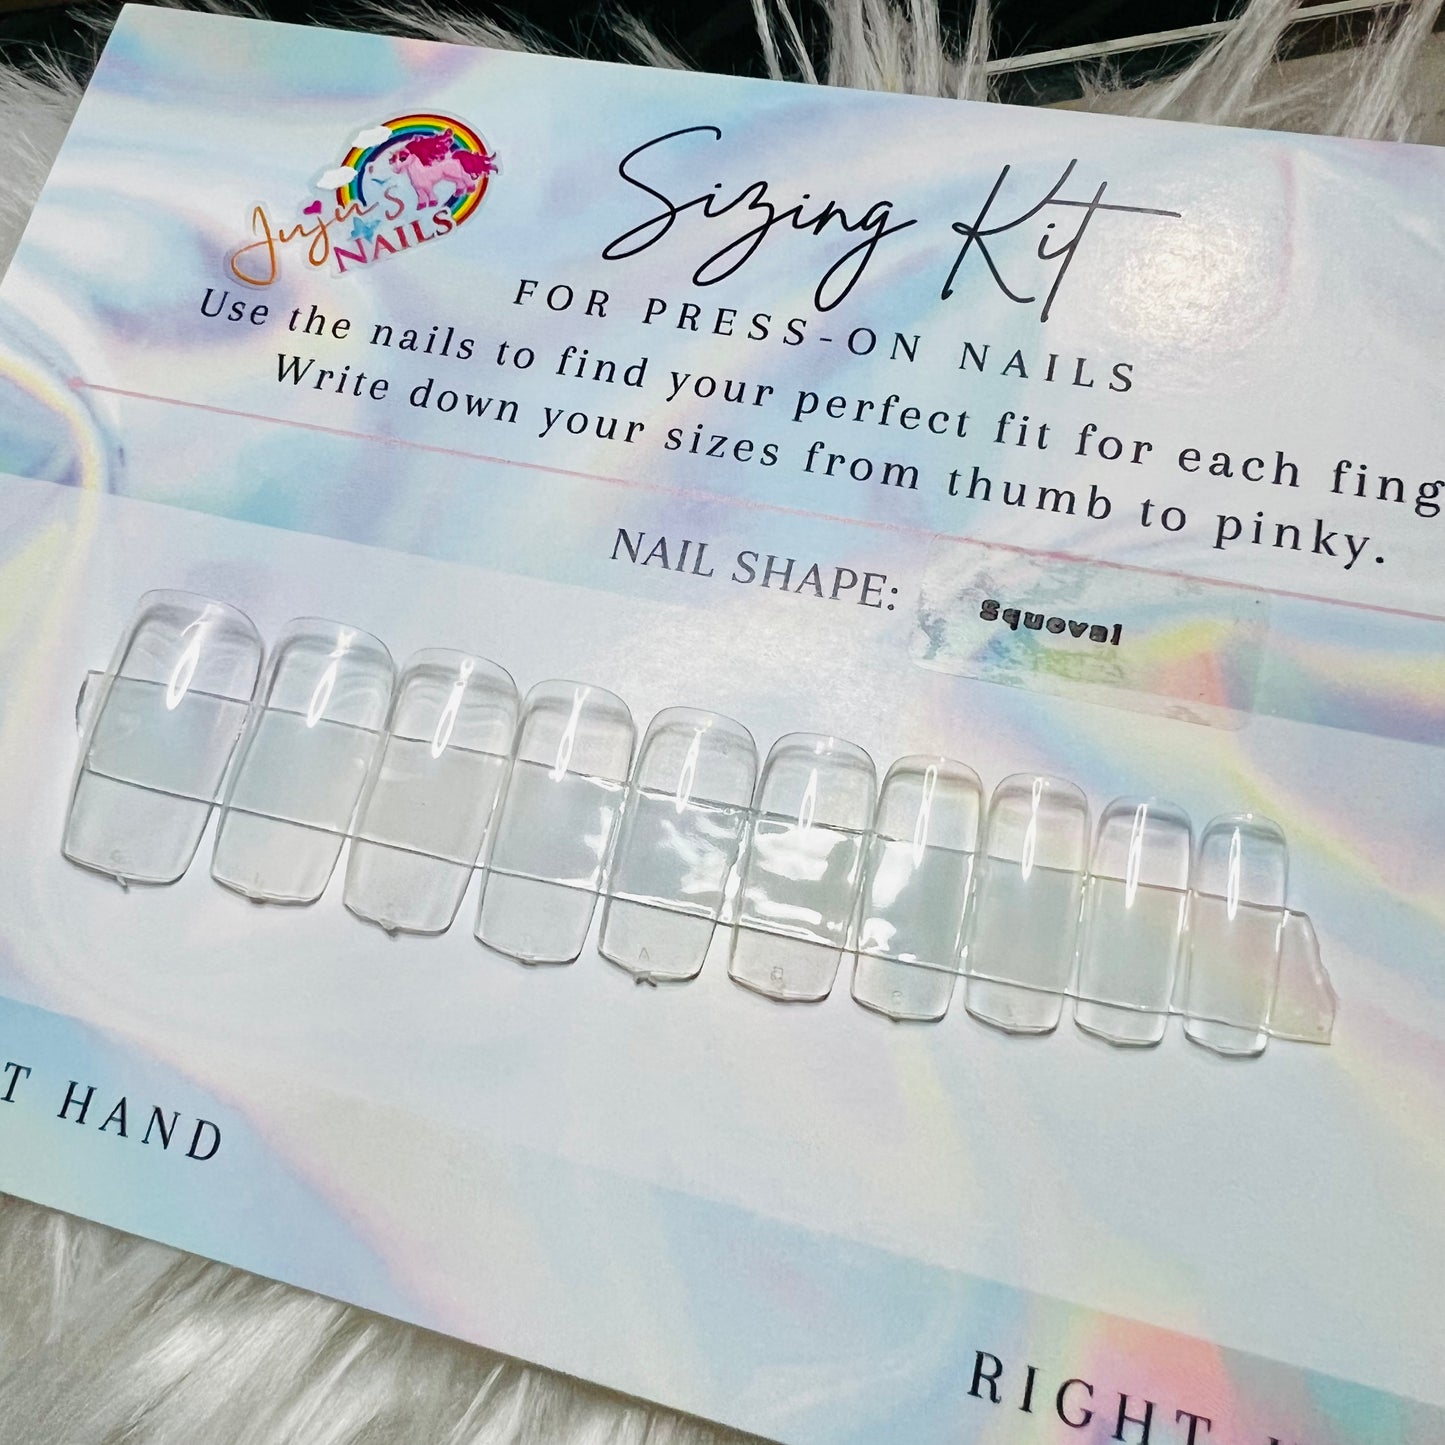 Juju's
NAILS
Sizing Kit
FOR PRESS-ON NAILS
Use the nails to find your perfect fit for each fing
Write down your sizes from thumb to pinky.
NAIL SHAPE: Squoval
T HAND
RIGHT